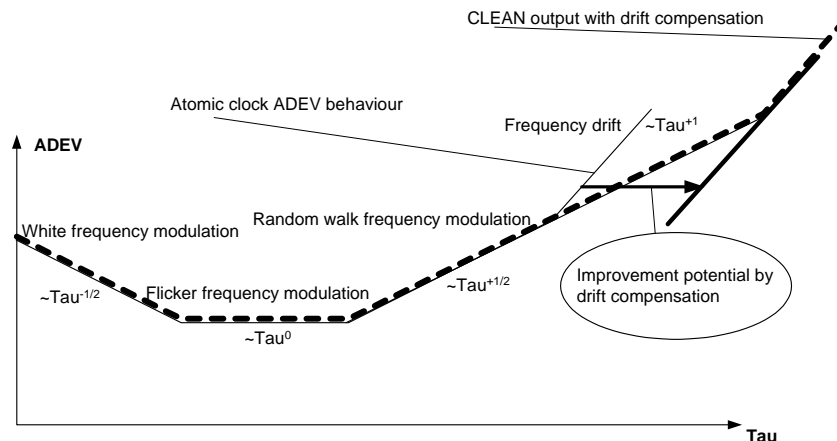 CLEAN output with drift compensation
Atomic clock ADEV behaviour
Frequency drift
~Tau+1
ADEV
Random walk frequency modulation
White frequency modulation
Improvement potential by
drift compensation
~Tau-1/2
Flicker frequency modulation
~Tau+1/2
~Tau0
Tau